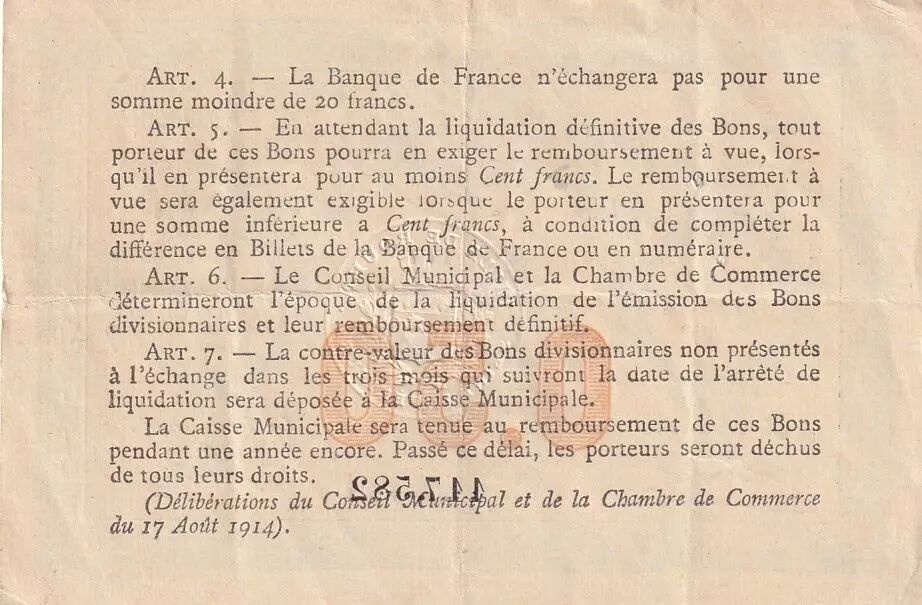 ART. 4. — La Banque de France n'échangera pas pour une
somme moindre de 20 francs.
ART. 5. — En attendant la liquidation définitive des Bons, tout
porteur de ces Bons pourra en exiger le remboursement à vue, lors-
qu'il en présentera pour au moins Cent francs. Le remboursement à
vue sera également exigible lorsque le porteur en présentera pour
une somme inférieure à Cent francs, à condition de compléter la
différence en Billets de la Banque de France ou en numéraire.
ART. 6. — Le Conseil Municipal et la Chambre de Commerce
détermineront l'époque de la liquidation de l'émission des Bons
divisionnaires et leur remboursement définitif.
ART. 7. — La contre-valeur des Bons divisionnaires non présentés
à l'échange dans les trois mois qui suivront la date de l'arrêté de
liquidation sera déposée à la Caisse Municipale.
La Caisse Municipale sera tenue au remboursement de ces Bons
pendant une année encore. Passé ce délai, les porteurs seront déchus
de tous leurs droits.
(Délibérations du Conseil Municipal et de la Chambre de Commerce
du 17 Août 1914).
0.50
117582